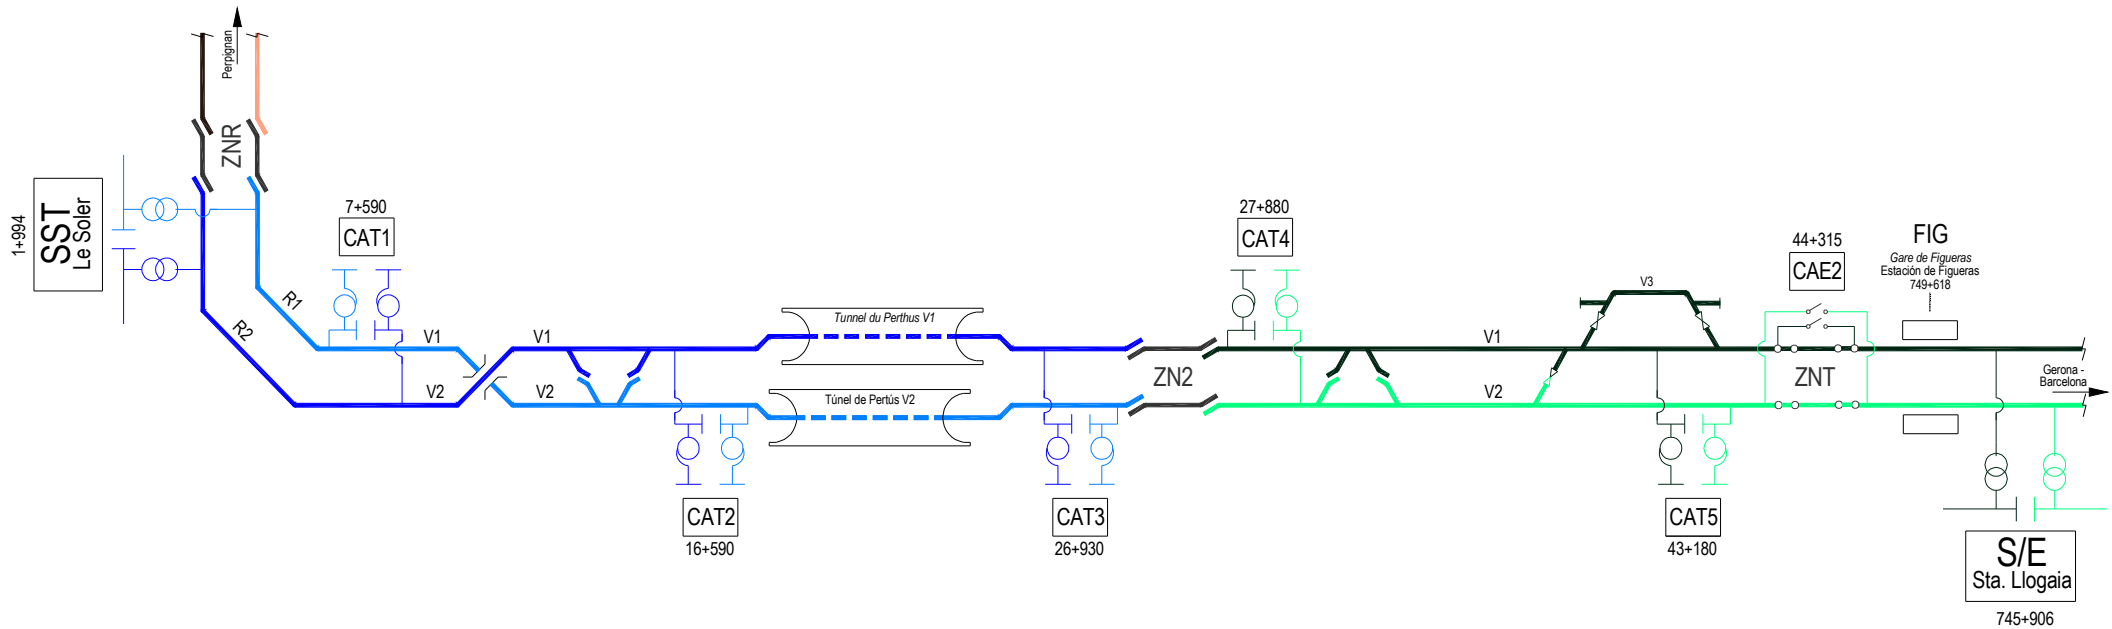 Perpignan
ZNR
1+994
SST
Le Soler
R1
R2
7+590
CAT1
V1
V2
V1
V2
CAT2
16+590
Tunnel du Perthus V1
Túnel de Pertús V2
CAT3
26+930
ZN2
27+880
CAT4
V1
V2
V3
CAT5
43+180
44+315
CAE2
ZNT
FIG
Gare de Figueras
Estación de Figueras
749+618
Gerona -
Barcelona
S/E
Sta. Llogaia
745+906